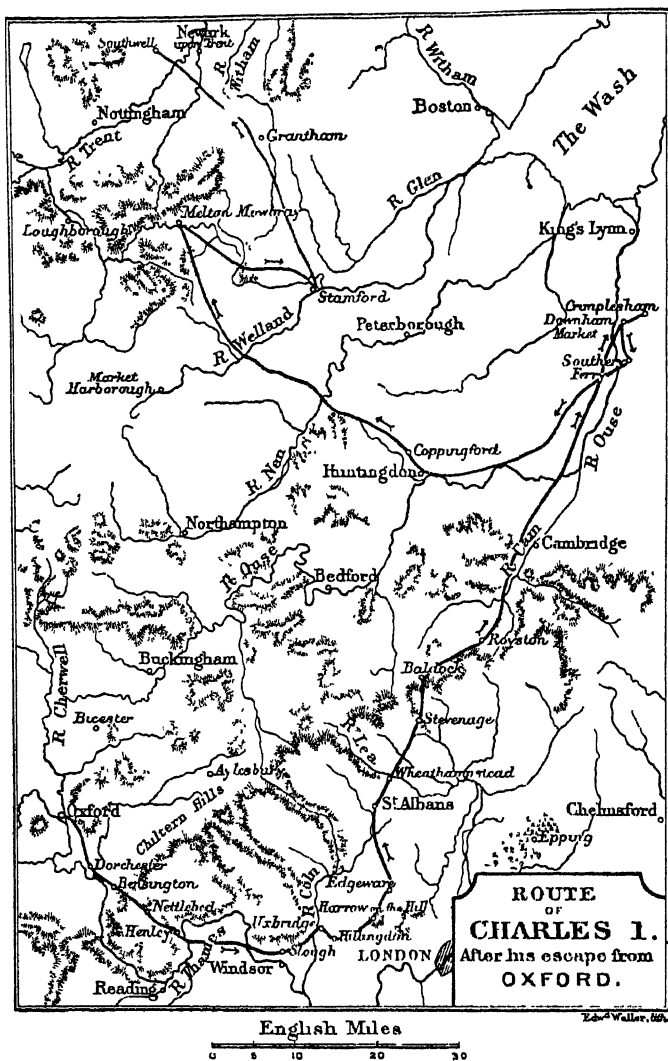 Newark
upon Trent
Southwell
R Witham
R Witham
Boston
The Wash
Nottingham
R Trent
Grantham
R Glen
Loughborough
Melton Mowbray
King's Lynn
Stamford
Crimplesham
Downham
Market
Peterborough
R Welland
Southery
Ferry
Market
Harborough
Coppingford
R Ouse
Huntingdon
R Nen
Northampton
R Cam
Cambridge
R Ouse
Bedford
Royston
Buckingham
Baldock
R Cherwell
Stevenage
Bicester
R Lea
Aylesbury
Wheathampstead
St Albans
Oxford
Chelmsford
Chiltern Hills
Epping
Dorchester
Bensington
R Coln
Edgeware
Nettlebed
Harrow on the Hill
Uxbridge
Henley
Hillingdon
R Thames
Slough
Windsor
LONDON
Reading
ROUTE
OF
CHARLES 1.
After his escape from
OXFORD.
Edwd Weller, lith.
English Miles
0 5 10 20 30